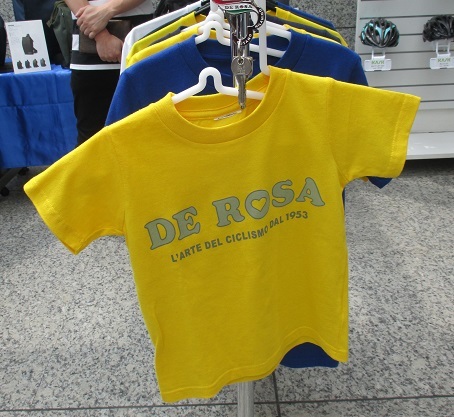 DE ROSA
DE ROSA
L'ARTE DEL CICLISMO DAL 1953